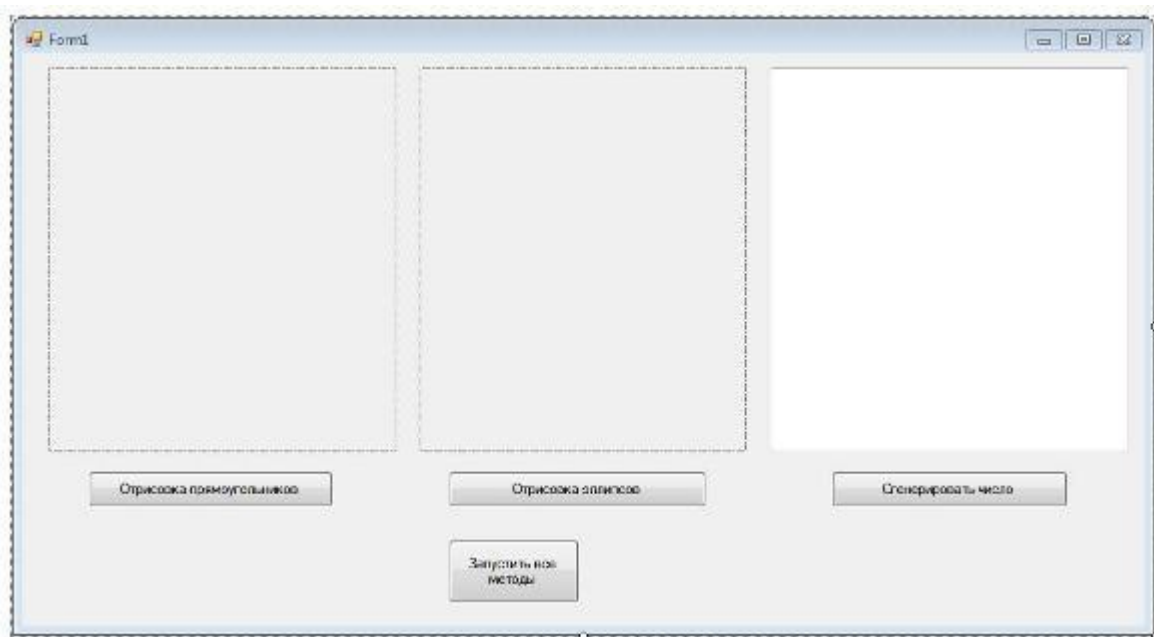 Form1
Отрисовка прямоугольников
Отрисовка эллипсов
Сгенерировать число
Запустить все
методы